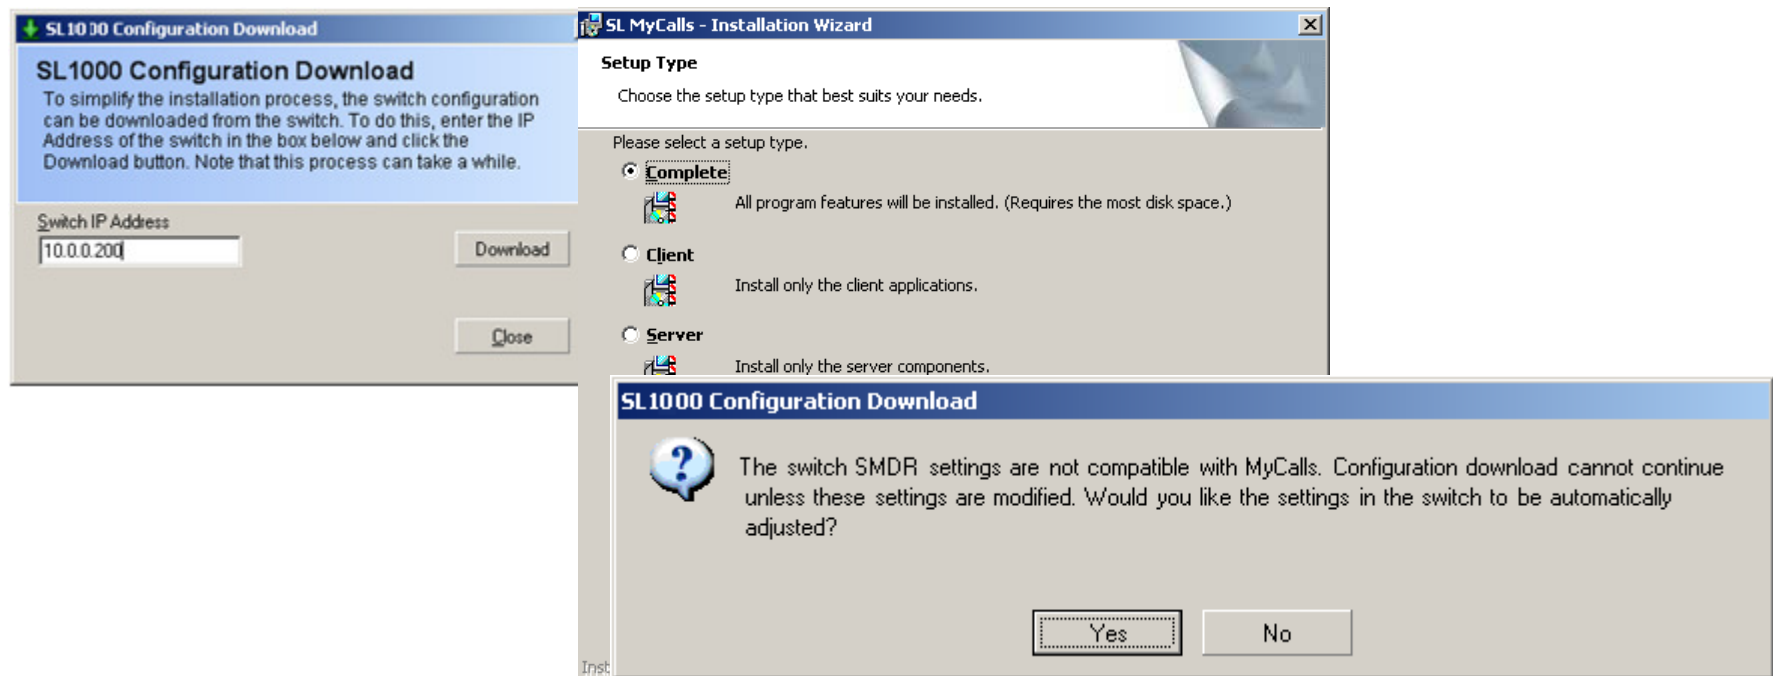 SL1000 Configuration Download
SL1000 Configuration Download
To simplify the installation process, the switch configuration
can be downloaded from the switch. To do this, enter the IP
Address of the switch in the box below and click the
Download button. Note that this process can take a while.
Switch IP Address
10.0.0.200
Download
Close
SL MyCalls - Installation Wizard
Setup Type
Choose the setup type that best suits your needs.
Please select a setup type.
Complete
All program features will be installed. (Requires the most disk space.)
Client
Install only the client applications.
Server
Install only the server components.
SL1000 Configuration Download
The switch SMDR settings are not compatible with MyCalls. Configuration download cannot continue
unless these settings are modified. Would you like the settings in the switch to be automatically
adjusted?
Yes No
Inst